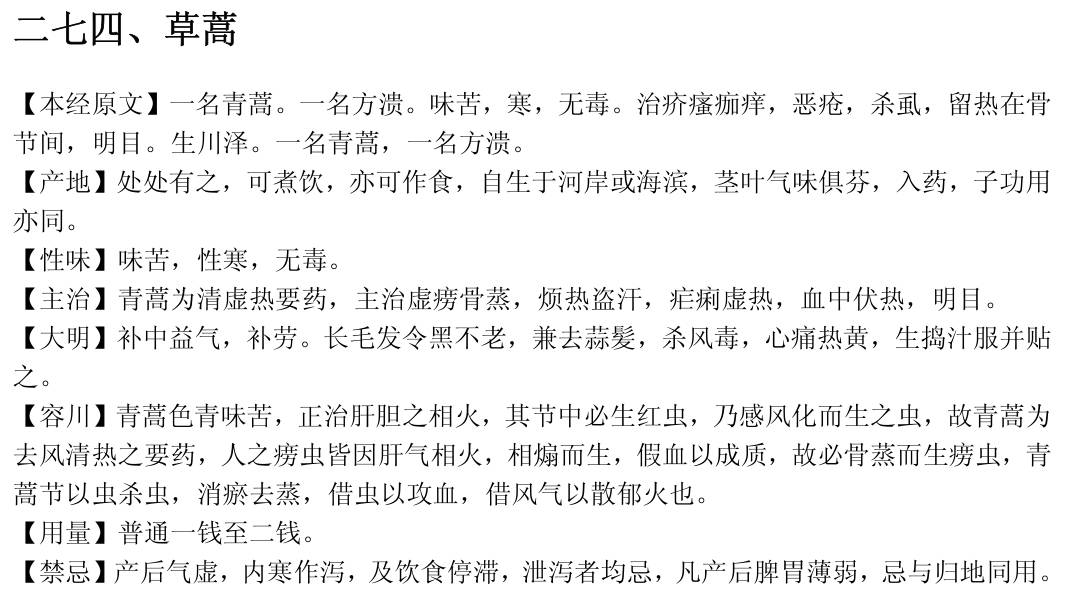 二七四、草蒿
【本经原文】一名青蒿。一名方溃。味苦，寒，无毒。治疥瘙痂痒，恶疮，杀虱，留热在骨
节间，明目。生川泽。一名青蒿，一名方溃。
【产地】处处有之，可煮饮，亦可作食，自生于河岸或海滨，茎叶气味俱芬，入药，子功用
亦同。
【性味】味苦，性寒，无毒。
【主治】青蒿为清虚热要药，主治虚痨骨蒸，烦热盗汗，疟痢虚热，血中伏热，明目。
【大明】补中益气，补劳。长毛发令黑不老，兼去蒜髪，杀风毒，心痛热黄，生捣汁服并贴
之。
【容川】青蒿色青味苦，正治肝胆之相火，其节中必生红虫，乃感风化而生之虫，故青蒿为
去风清热之要药，人之痨虫皆因肝气相火，相煽而生，假血以成质，故必骨蒸而生痨虫，青
蒿节以虫杀虫，消瘀去蒸，借虫以攻血，借风气以散郁火也。
【用量】普通一钱至二钱。
【禁忌】产后气虚，内寒作泻，及饮食停滞，泄泻者均忌，凡产后脾胃薄弱，忌与归地同用。